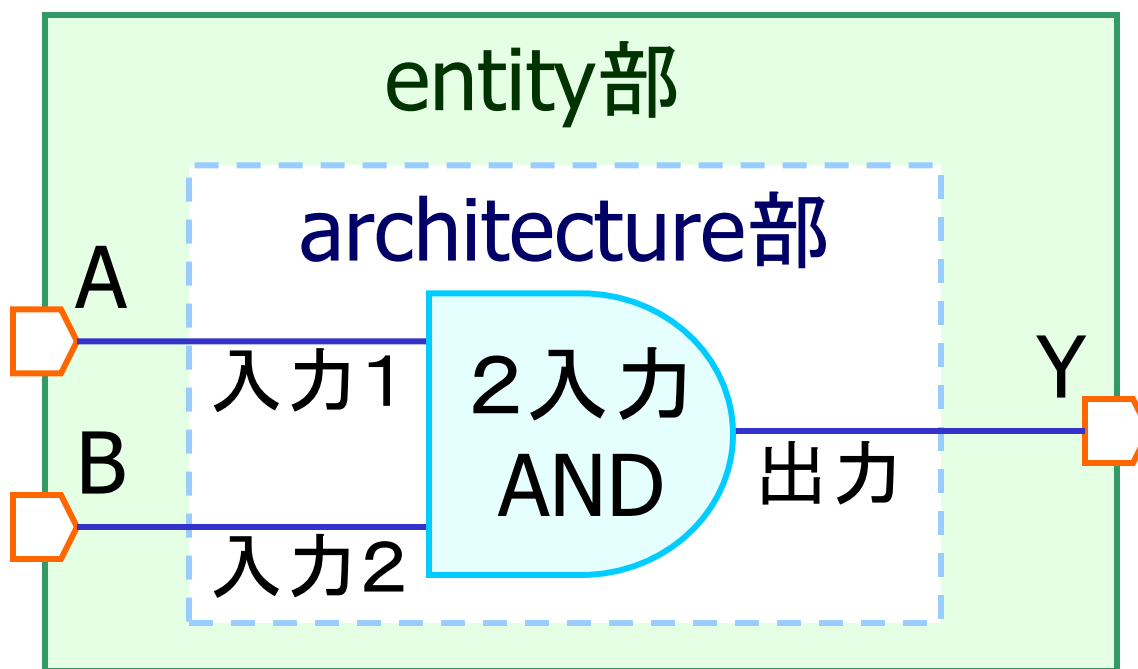 entity部
architecture部
A
入力1
２入力
AND
Y
出力
B
入力２